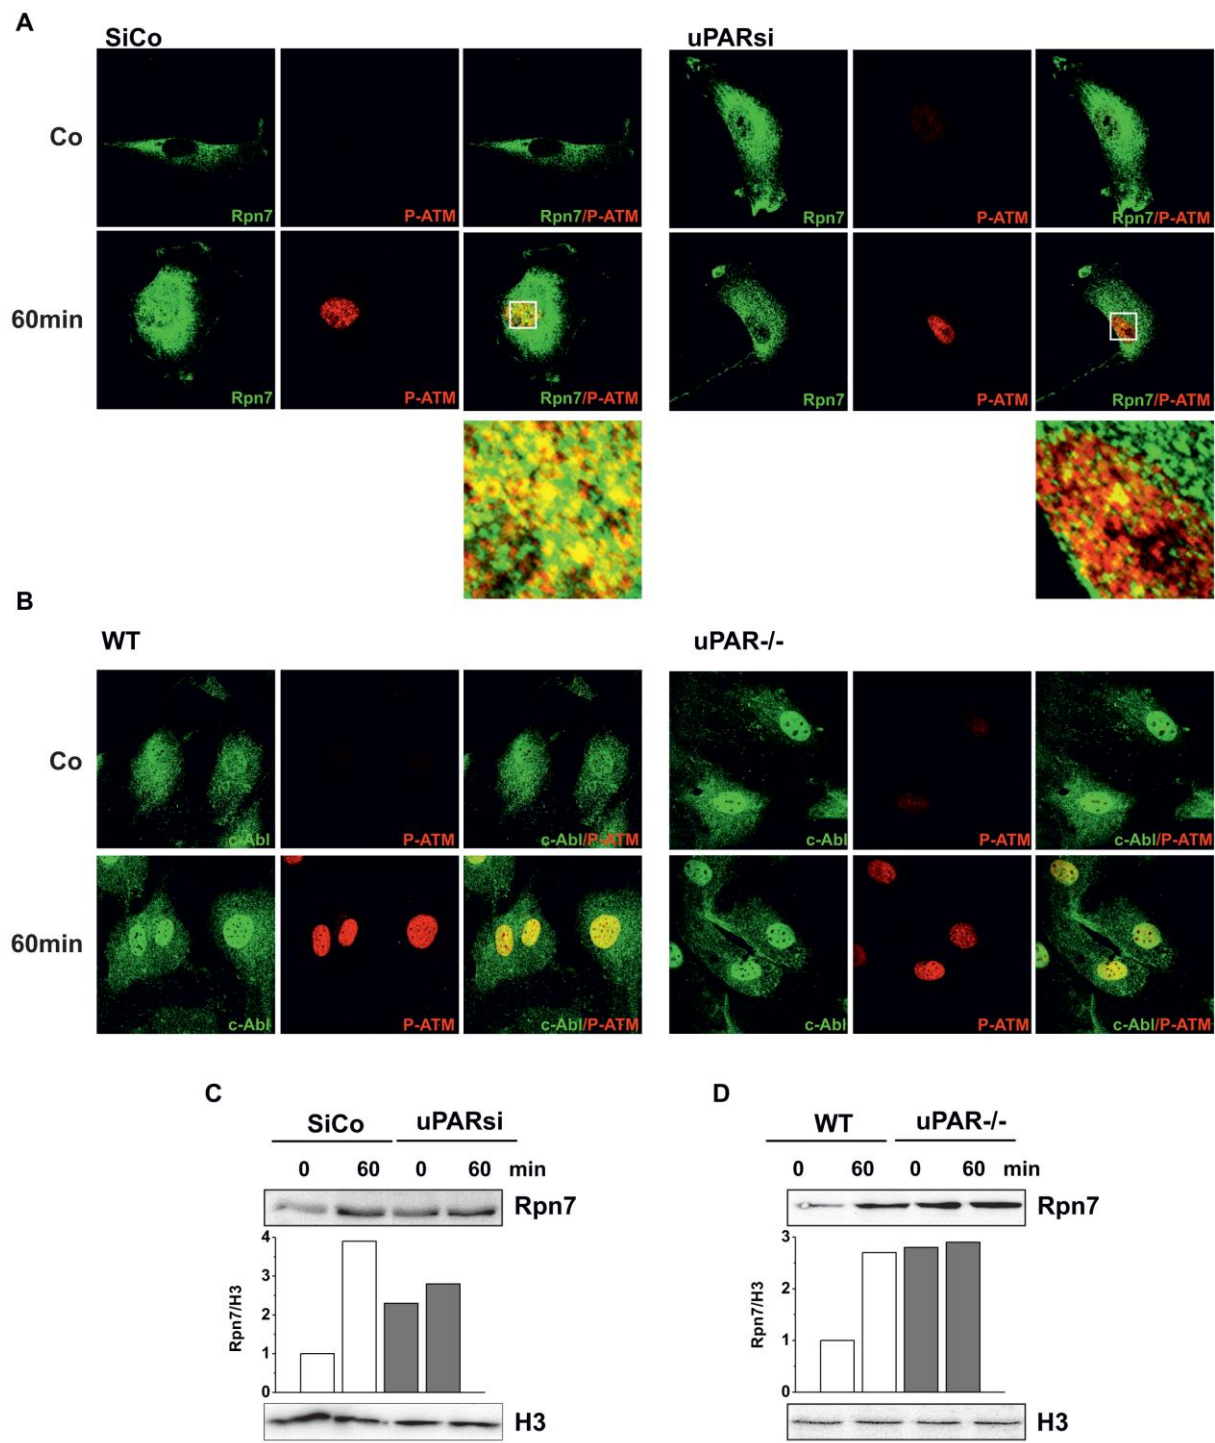 A
SiCo
uPARsi
Co
Rpn7
P-ATM
Rpn7/P-ATM
Rpn7
P-ATM
Rpn7/P-ATM
60min
Rpn7
P-ATM
Rpn7/P-ATM
Rpn7
P-ATM
Rpn7/P-ATM
B
WT
uPAR-/-
Co
c-Abl
P-ATM
c-Abl/P-ATM
c-Abl
P-ATM
c-Abl/P-ATM
60min
c-Abl
P-ATM
c-Abl/P-ATM
c-Abl
P-ATM
c-Abl/P-ATM
C
SiCo
uPARsi
0 60 0 60 min
Rpn7
4
3
2
1
0
Rpn7/H3
H3
D
WT
uPAR-/-
0 60 0 60 min
Rpn7
3
2
1
0
Rpn7/H3
H3